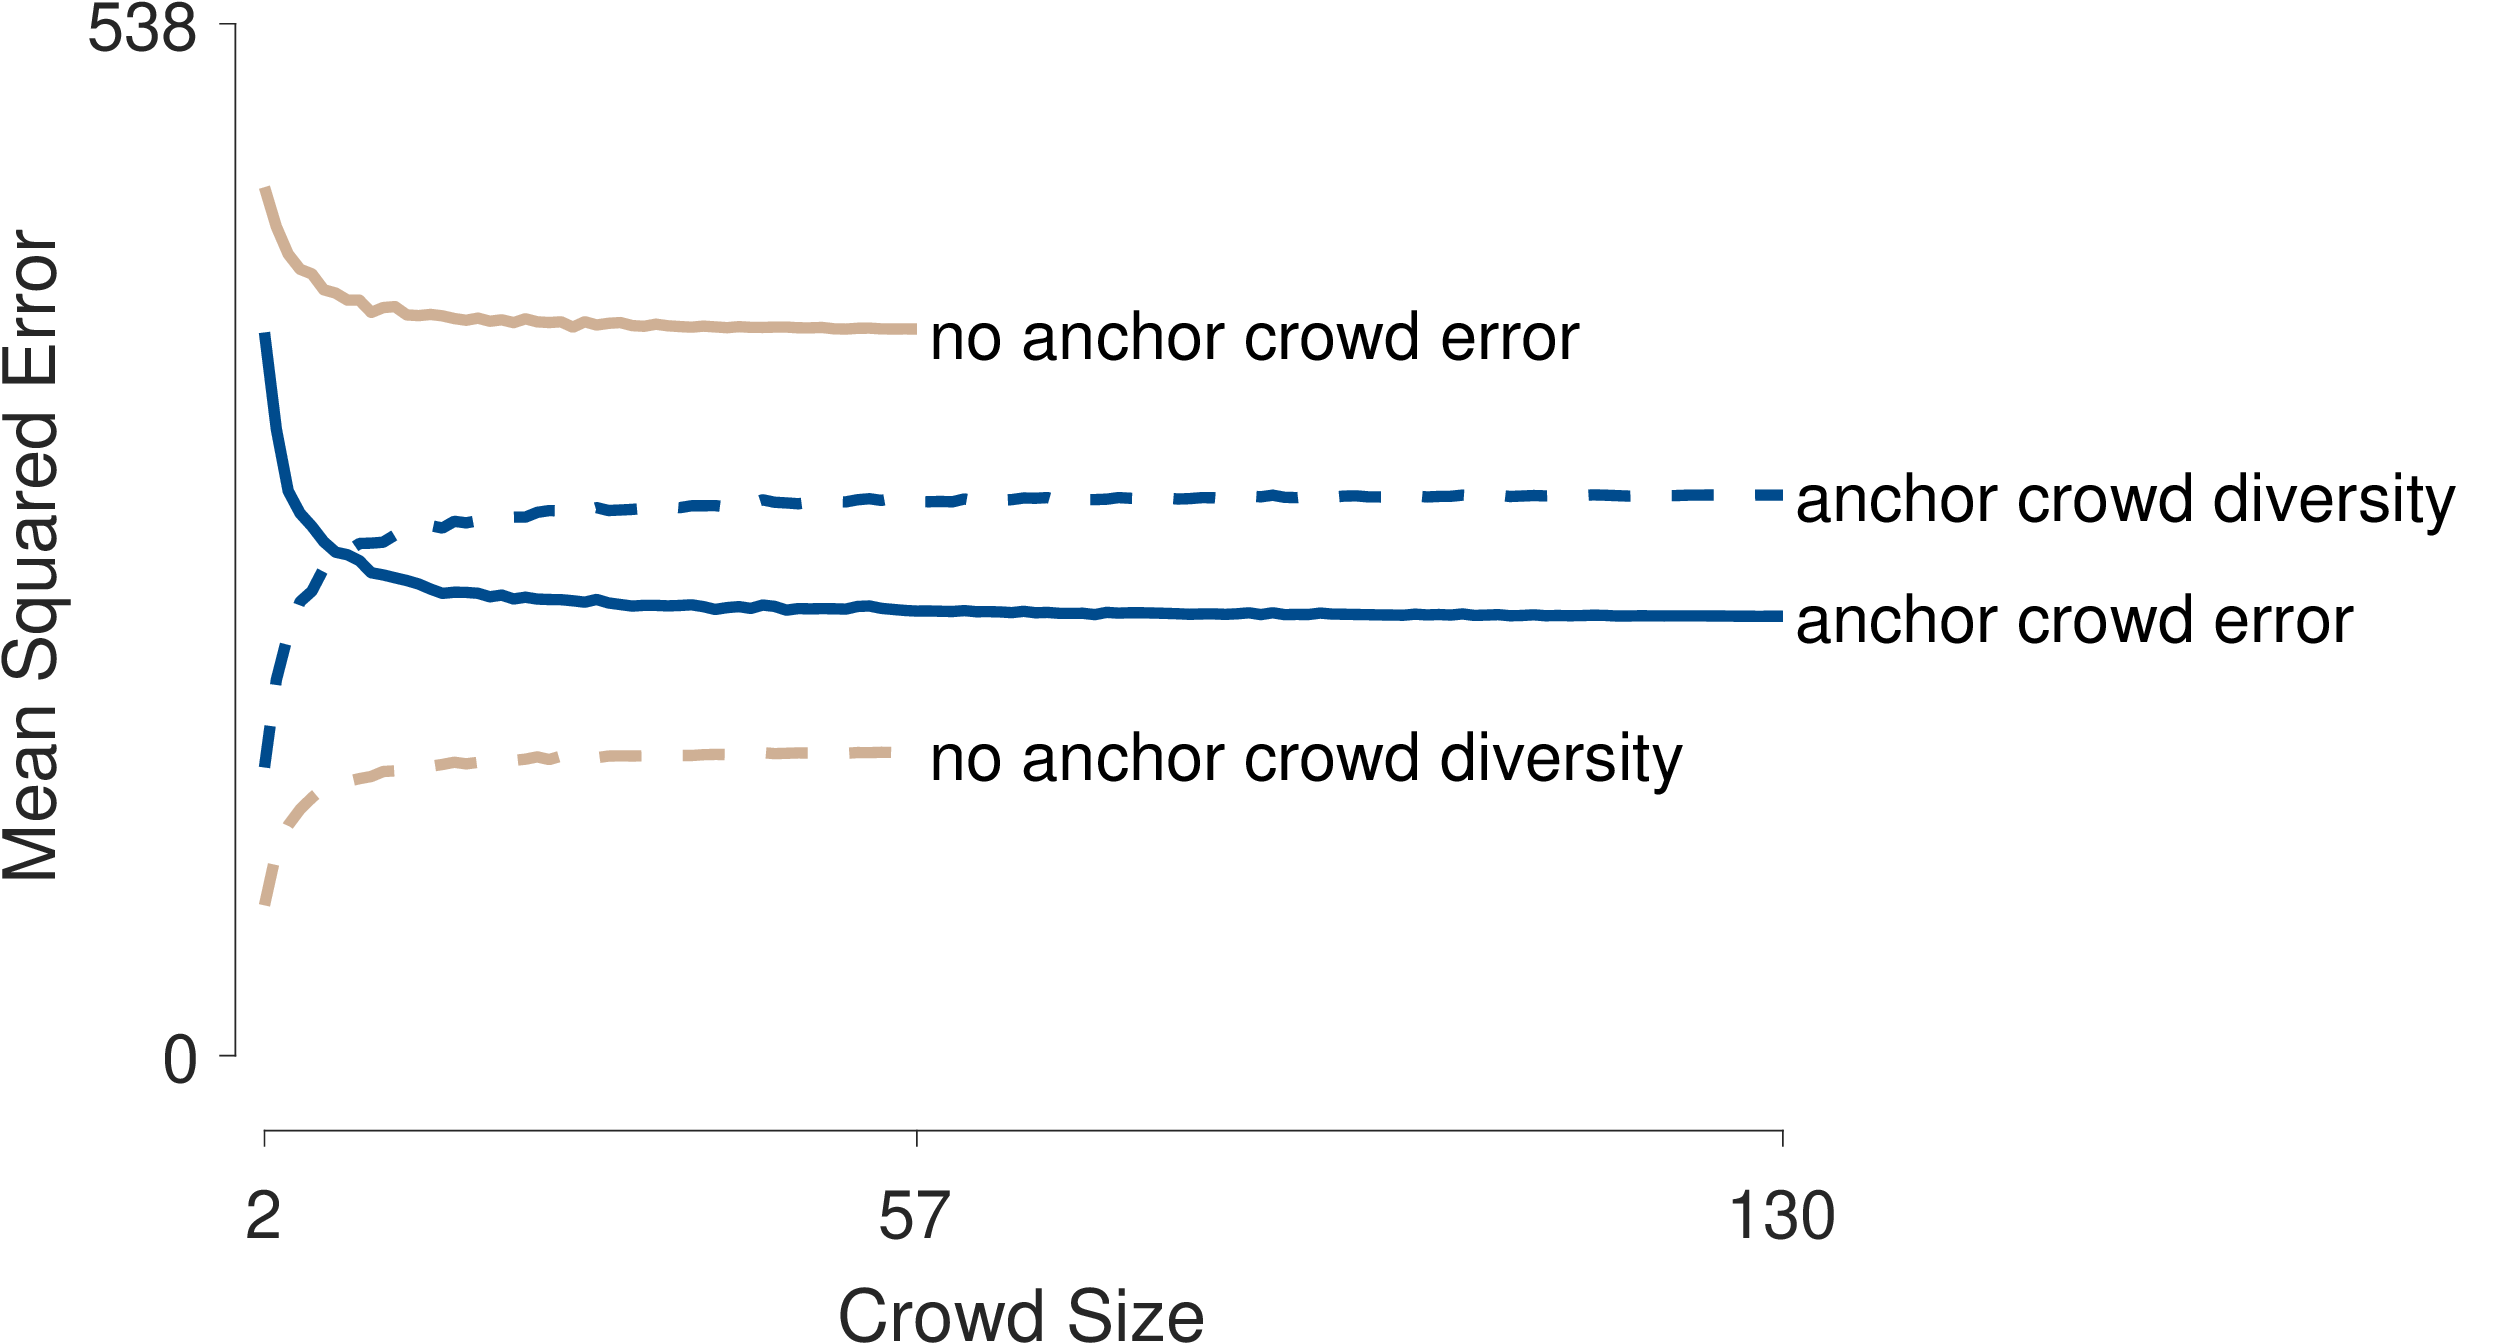 538
Mean Squared Error
no anchor crowd error
anchor crowd diversity
anchor crowd error
no anchor crowd diversity
0
2 57 130
Crowd Size